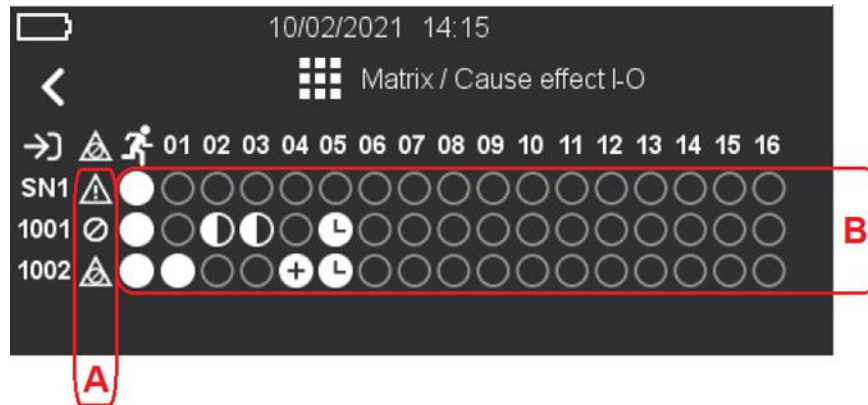 10/02/2021 14:15
Matrix / Cause effect I-O
01 02 03 04 05 06 07 08 09 10 11 12 13 14 15 16
SN1
1001
1002
A
B